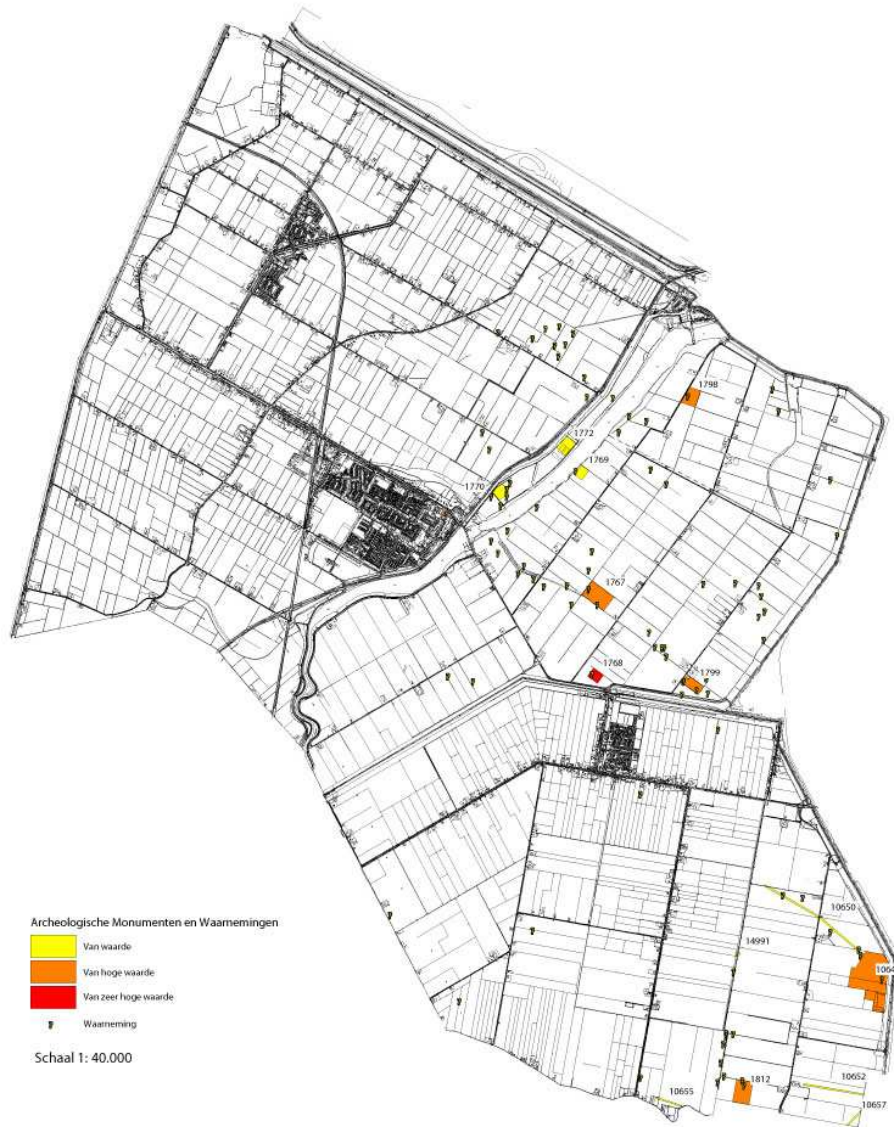 1798
1772
1769
1770
1767
1768
1799
10650
14991
1064
10652
1812
10655
10657
Archeologische Monumenten en Waarnemingen
Van waarde
Van hoge waarde
Van zeer hoge waarde
Waarneming
Schaal 1: 40.000